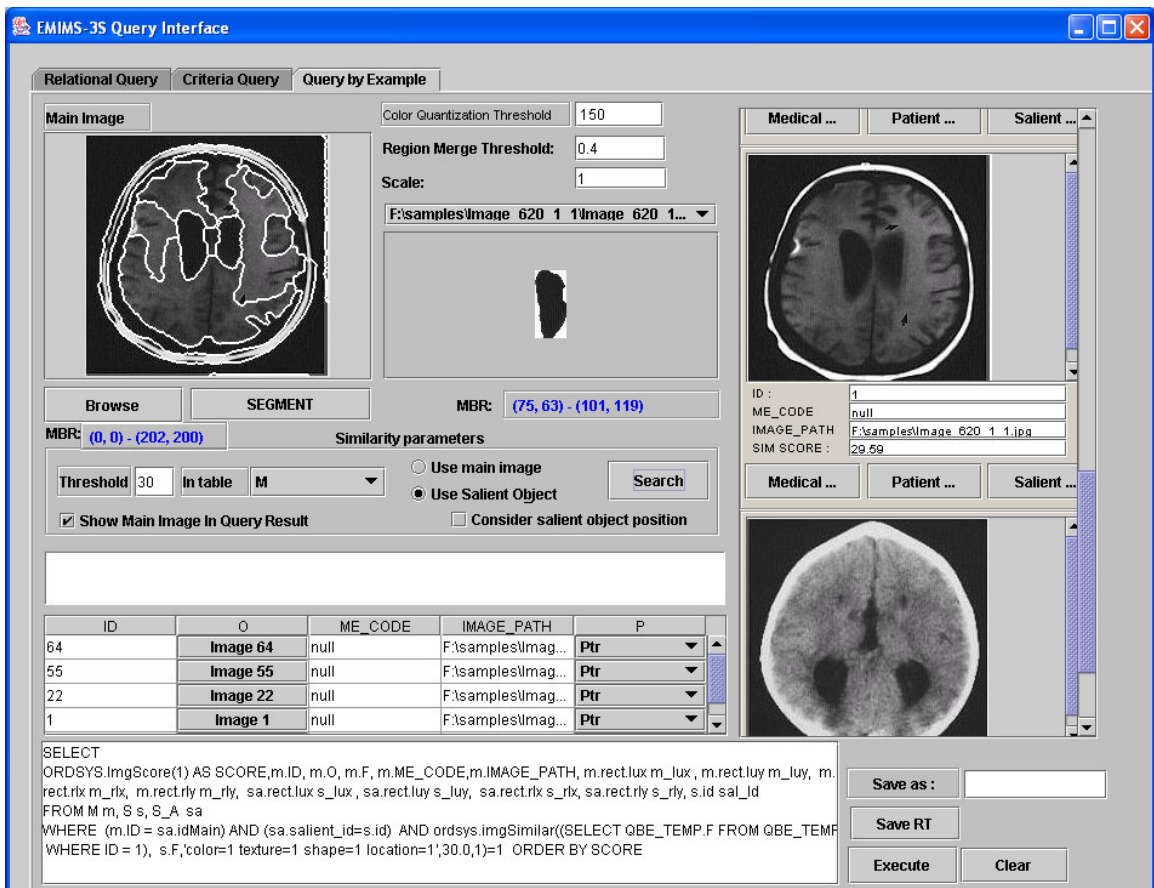 EMIMS-3S Query Interface
Relational Query Criteria Query Query by Example
Main Image
Color Quantization Threshold 150
Region Merge Threshold: 0.4
Scale: 1
F:\samples\Image_620_1_1\Image_620_1...
Browse SEGMENT
MBR: (75, 63) - (101, 119)
MBR: (0, 0) - (202, 200)
Similarity parameters
Threshold 30 In table M
Use main image
Use Salient Object
Search
Show Main Image In Query Result
Consider salient object position
ID O ME_CODE IMAGE_PATH P
64 Image 64 null F:\samples\Imag... Ptr
55 Image 55 null F:\samples\Imag... Ptr
22 Image 22 null F:\samples\Imag... Ptr
1 Image 1 null F:\samples\Imag... Ptr
Medical ... Patient ... Salient ...
ID : 1
ME_CODE null
IMAGE_PATH F:\samples\Image_620_1_1.jpg
SIM SCORE : 29.59
Medical ... Patient ... Salient ...
SELECT
ORDSYS.ImgScore(1) AS SCORE,m.ID, m.O, m.F, m.ME_CODE,m.IMAGE_PATH, m.rect.lux m_lux , m.rect.luy m_luy, m.
rect.rlx m_rlx, m.rect.rly m_rly, sa.rect.lux s_lux , sa.rect.luy s_luy, sa.rect.rlx s_rlx, sa.rect.rly s_rly, s.id sal_Id
FROM M m, S s, S_A sa
WHERE (m.ID = sa.idMain) AND (sa.salient_id=s.id) AND ordsys.imgSimilar((SELECT QBE_TEMP.F FROM QBE_TEMP
WHERE ID = 1), s.F,'color=1 texture=1 shape=1 location=1',30.0,1)=1 ORDER BY SCORE
Save as :
Save RT
Execute Clear